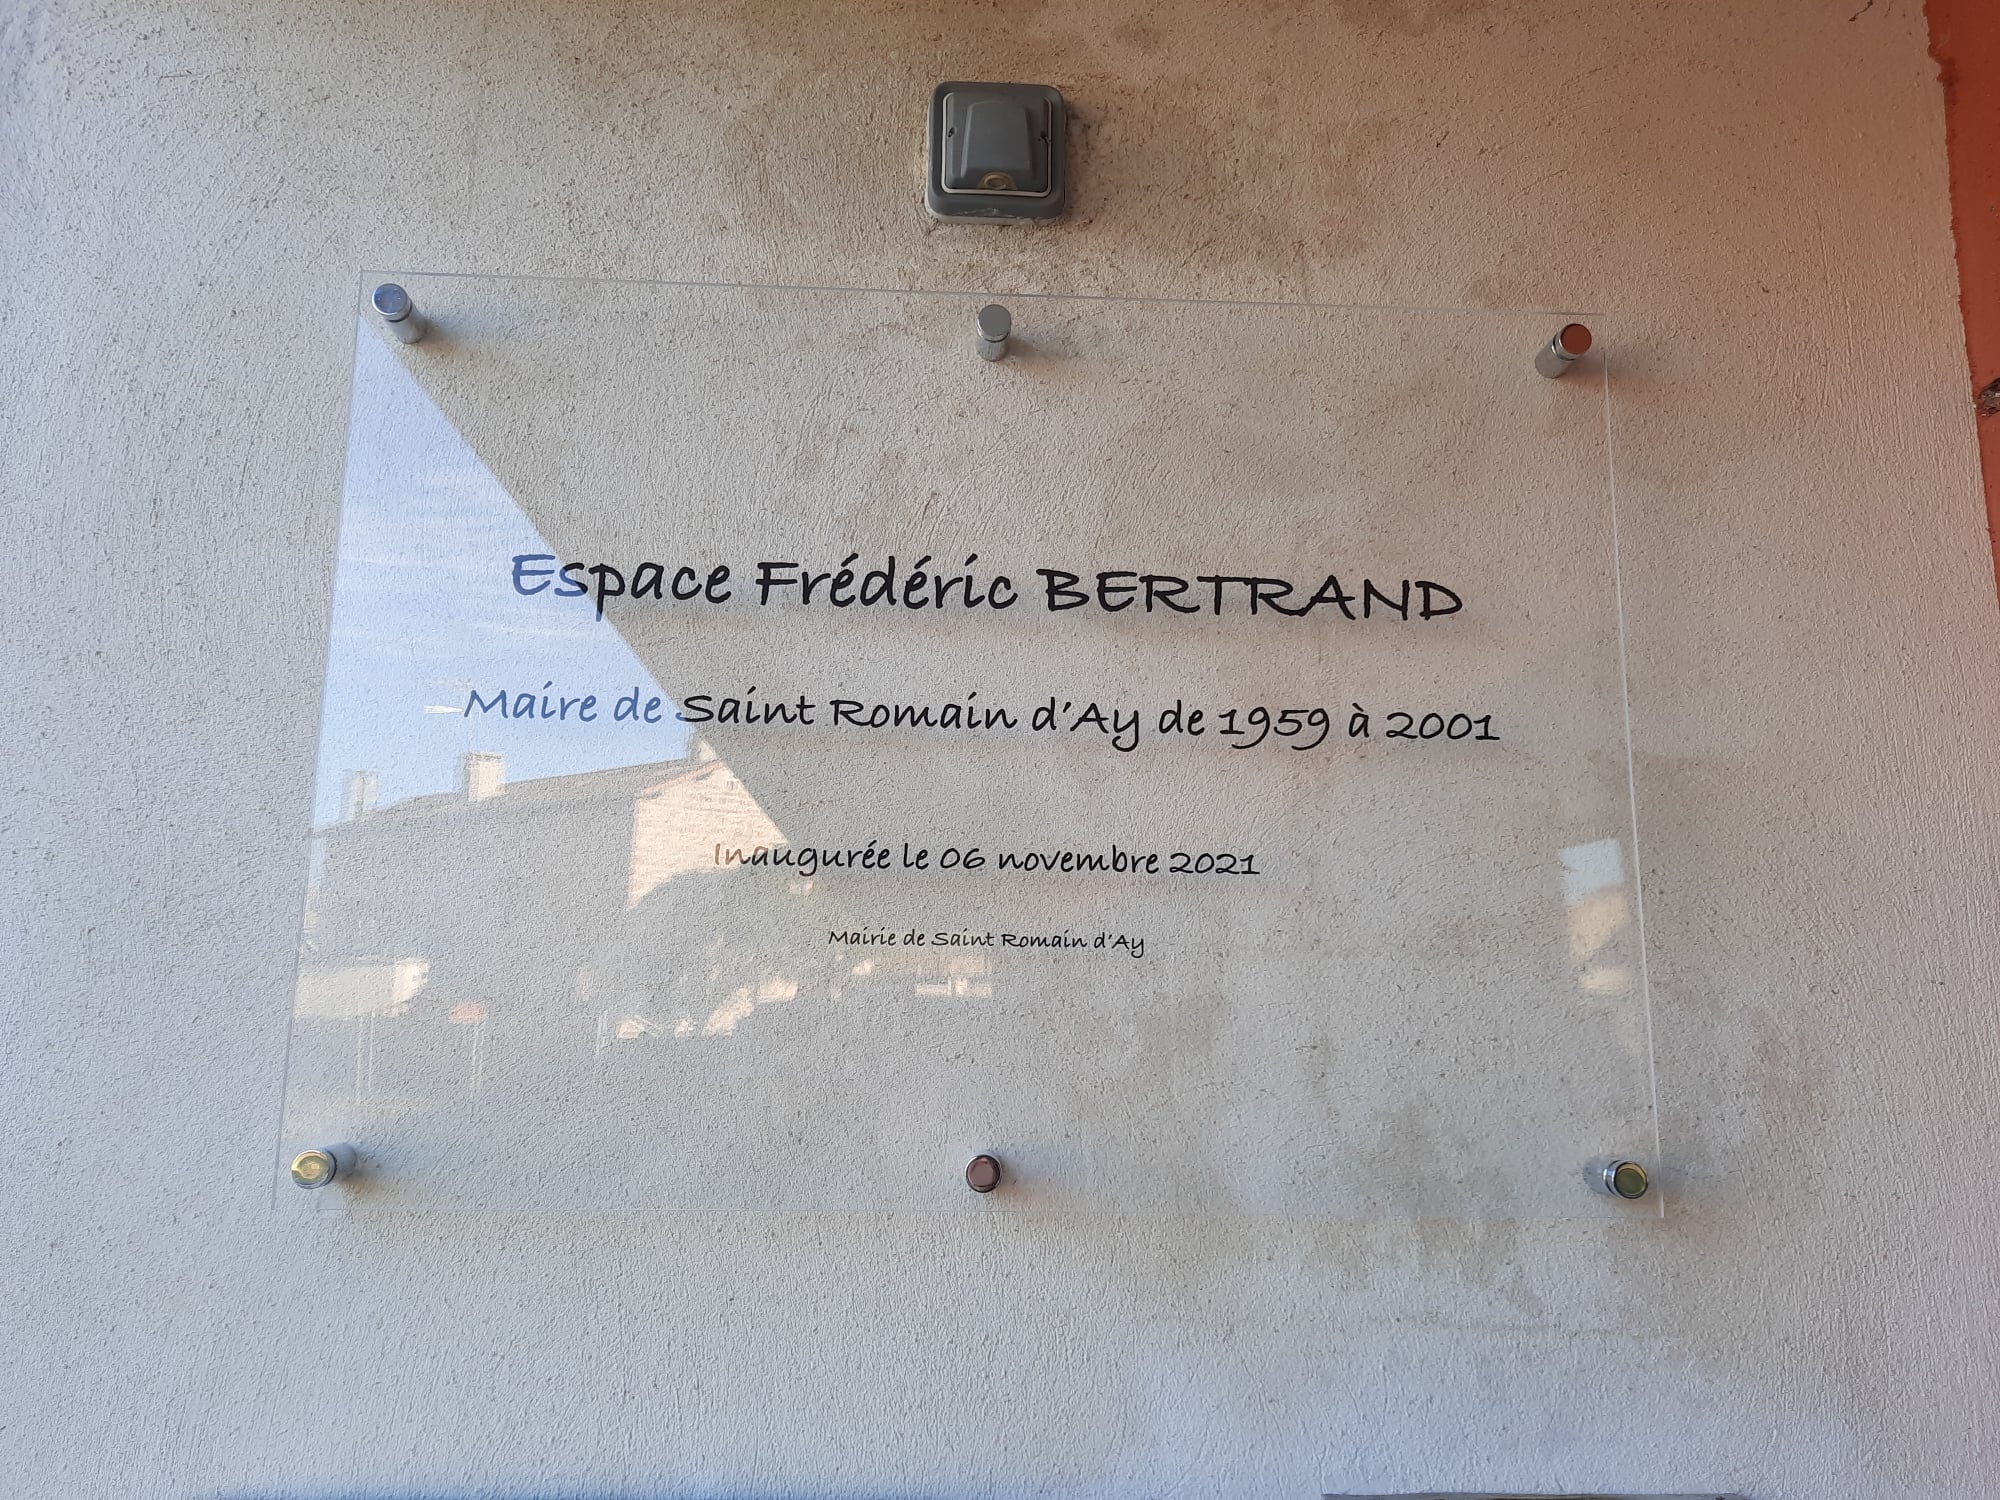 Espace Frédéric BERTRAND
Maire de Saint Romain d'Ay de 1959 à 2001
Inaugurée le 06 novembre 2021
Mairie de Saint Romain d'Ay